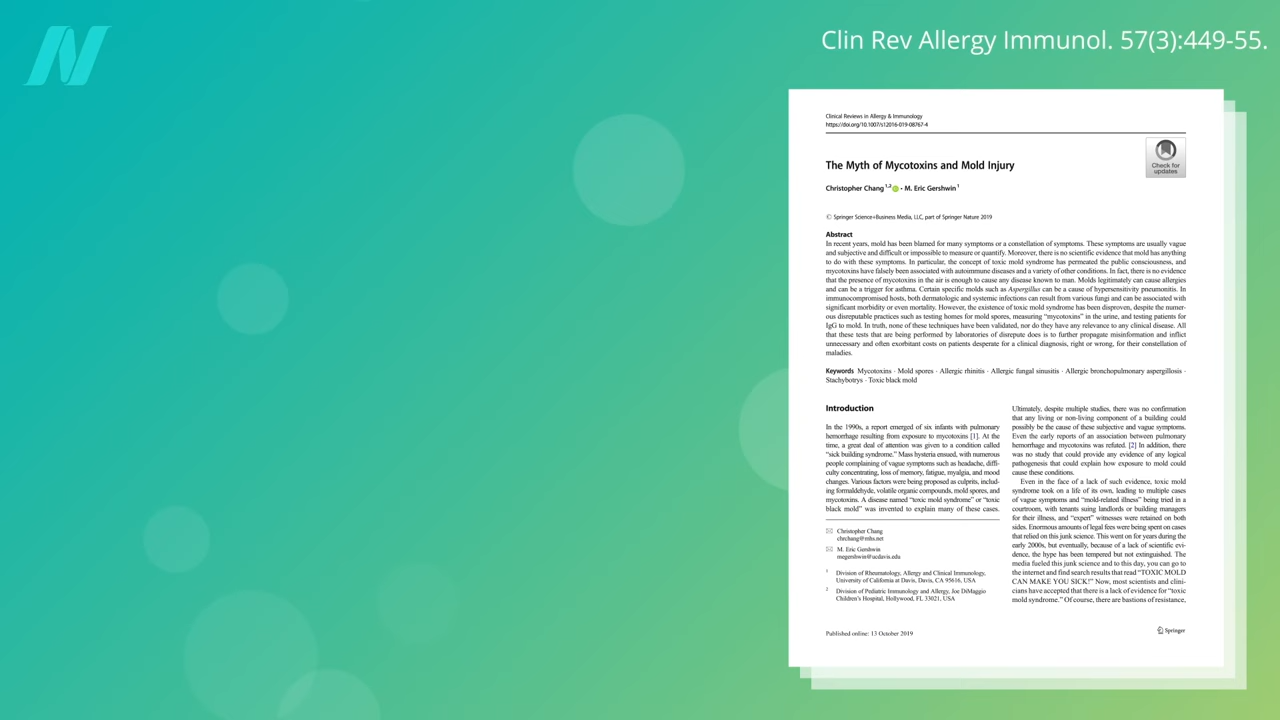 Clin Rev Allergy Immunol. 57(3):449-55.
Clinical Reviews in Allergy & Immunology
https://doi.org/10.1007/s12016-019-08767-4
Check for
updates
The Myth of Mycotoxins and Mold Injury
Christopher Chang 1,2 · M. Eric Gershwin 1
© Springer Science+Business Media, LLC, part of Springer Nature 2019
Abstract
In recent years, mold has been blamed for many symptoms or a constellation of symptoms. These symptoms are usually vague
and subjective and difficult or impossible to measure or quantify. Moreover, there is no scientific evidence that mold has anything
to do with these symptoms. In particular, the concept of toxic mold syndrome has permeated the public consciousness, and
mycotoxins have falsely been associated with autoimmune diseases and a variety of other conditions. In fact, there is no evidence
that the presence of mycotoxins in the air is enough to cause any disease known to man. Molds legitimately can cause allergies
and can be a trigger for asthma. Certain specific molds such as Aspergillus can be a cause of hypersensitivity pneumonitis. In
immunocompromised hosts, both dermatologic and systemic infections can result from various fungi and can be associated with
significant morbidity or even mortality. However, the existence of toxic mold syndrome has been disproven, despite the numer-
ous disreputable practices such as testing homes for mold spores, measuring “mycotoxins” in the urine, and testing patients for
IgG to mold. In truth, none of these techniques have been validated, nor do they have any relevance to any clinical disease. All
that these tests that are being performed by laboratories of disrepute does is to further propagate misinformation and inflict
unnecessary and often exorbitant costs on patients desperate for a clinical diagnosis, right or wrong, for their constellation of
maladies.
Keywords Mycotoxins · Mold spores · Allergic rhinitis · Allergic fungal sinusitis · Allergic bronchopulmonary aspergillosis ·
Stachybotrys · Toxic black mold
Introduction
In the 1990s, a report emerged of six infants with pulmonary
hemorrhage resulting from exposure to mycotoxins [1]. At the
time, a great deal of attention was given to a condition called
“sick building syndrome.” Mass hysteria ensued, with numerous
people complaining of vague symptoms such as headache, diffi-
culty concentrating, loss of memory, fatigue, myalgia, and mood
changes. Various factors were being proposed as culprits, includ-
ing formaldehyde, volatile organic compounds, mold spores, and
mycotoxins. A disease named “toxic mold syndrome” or “toxic
black mold” was invented to explain many of these cases.
Christopher Chang
chrchang@mhs.net
M. Eric Gershwin
megershwin@ucdavis.edu
1 Division of Rheumatology, Allergy and Clinical Immunology,
University of California at Davis, Davis, CA 95616, USA
2 Division of Pediatric Immunology and Allergy, Joe DiMaggio
Children's Hospital, Hollywood, FL 33021, USA
Ultimately, despite multiple studies, there was no confirmation
that any living or non-living component of a building could
possibly be the cause of these subjective and vague symptoms.
Even the early reports of an association between pulmonary
hemorrhage and mycotoxins was refuted. [2] In addition, there
was no study that could provide any evidence of any logical
pathogenesis that could explain how exposure to mold could
cause these conditions.
Even in the face of a lack of such evidence, toxic mold
syndrome took on a life of its own, leading to multiple cases
of vague symptoms and “mold-related illness” being tried in a
courtroom, with tenants suing landlords or building managers
for their illness, and “expert” witnesses were retained on both
sides. Enormous amounts of legal fees were being spent on cases
that relied on this junk science. This went on for years during the
early 2000s, but eventually, because of a lack of scientific evi-
dence, the hype has been tempered but not extinguished. The
media fueled this junk science and to this day, you can go to
the internet and find search results that read “TOXIC MOLD
CAN MAKE YOU SICK!” Now, most scientists and clini-
cians have accepted that there is a lack of evidence for “toxic
mold syndrome.” Of course, there are bastions of resistance,
Published online: 13 October 2019
Springer